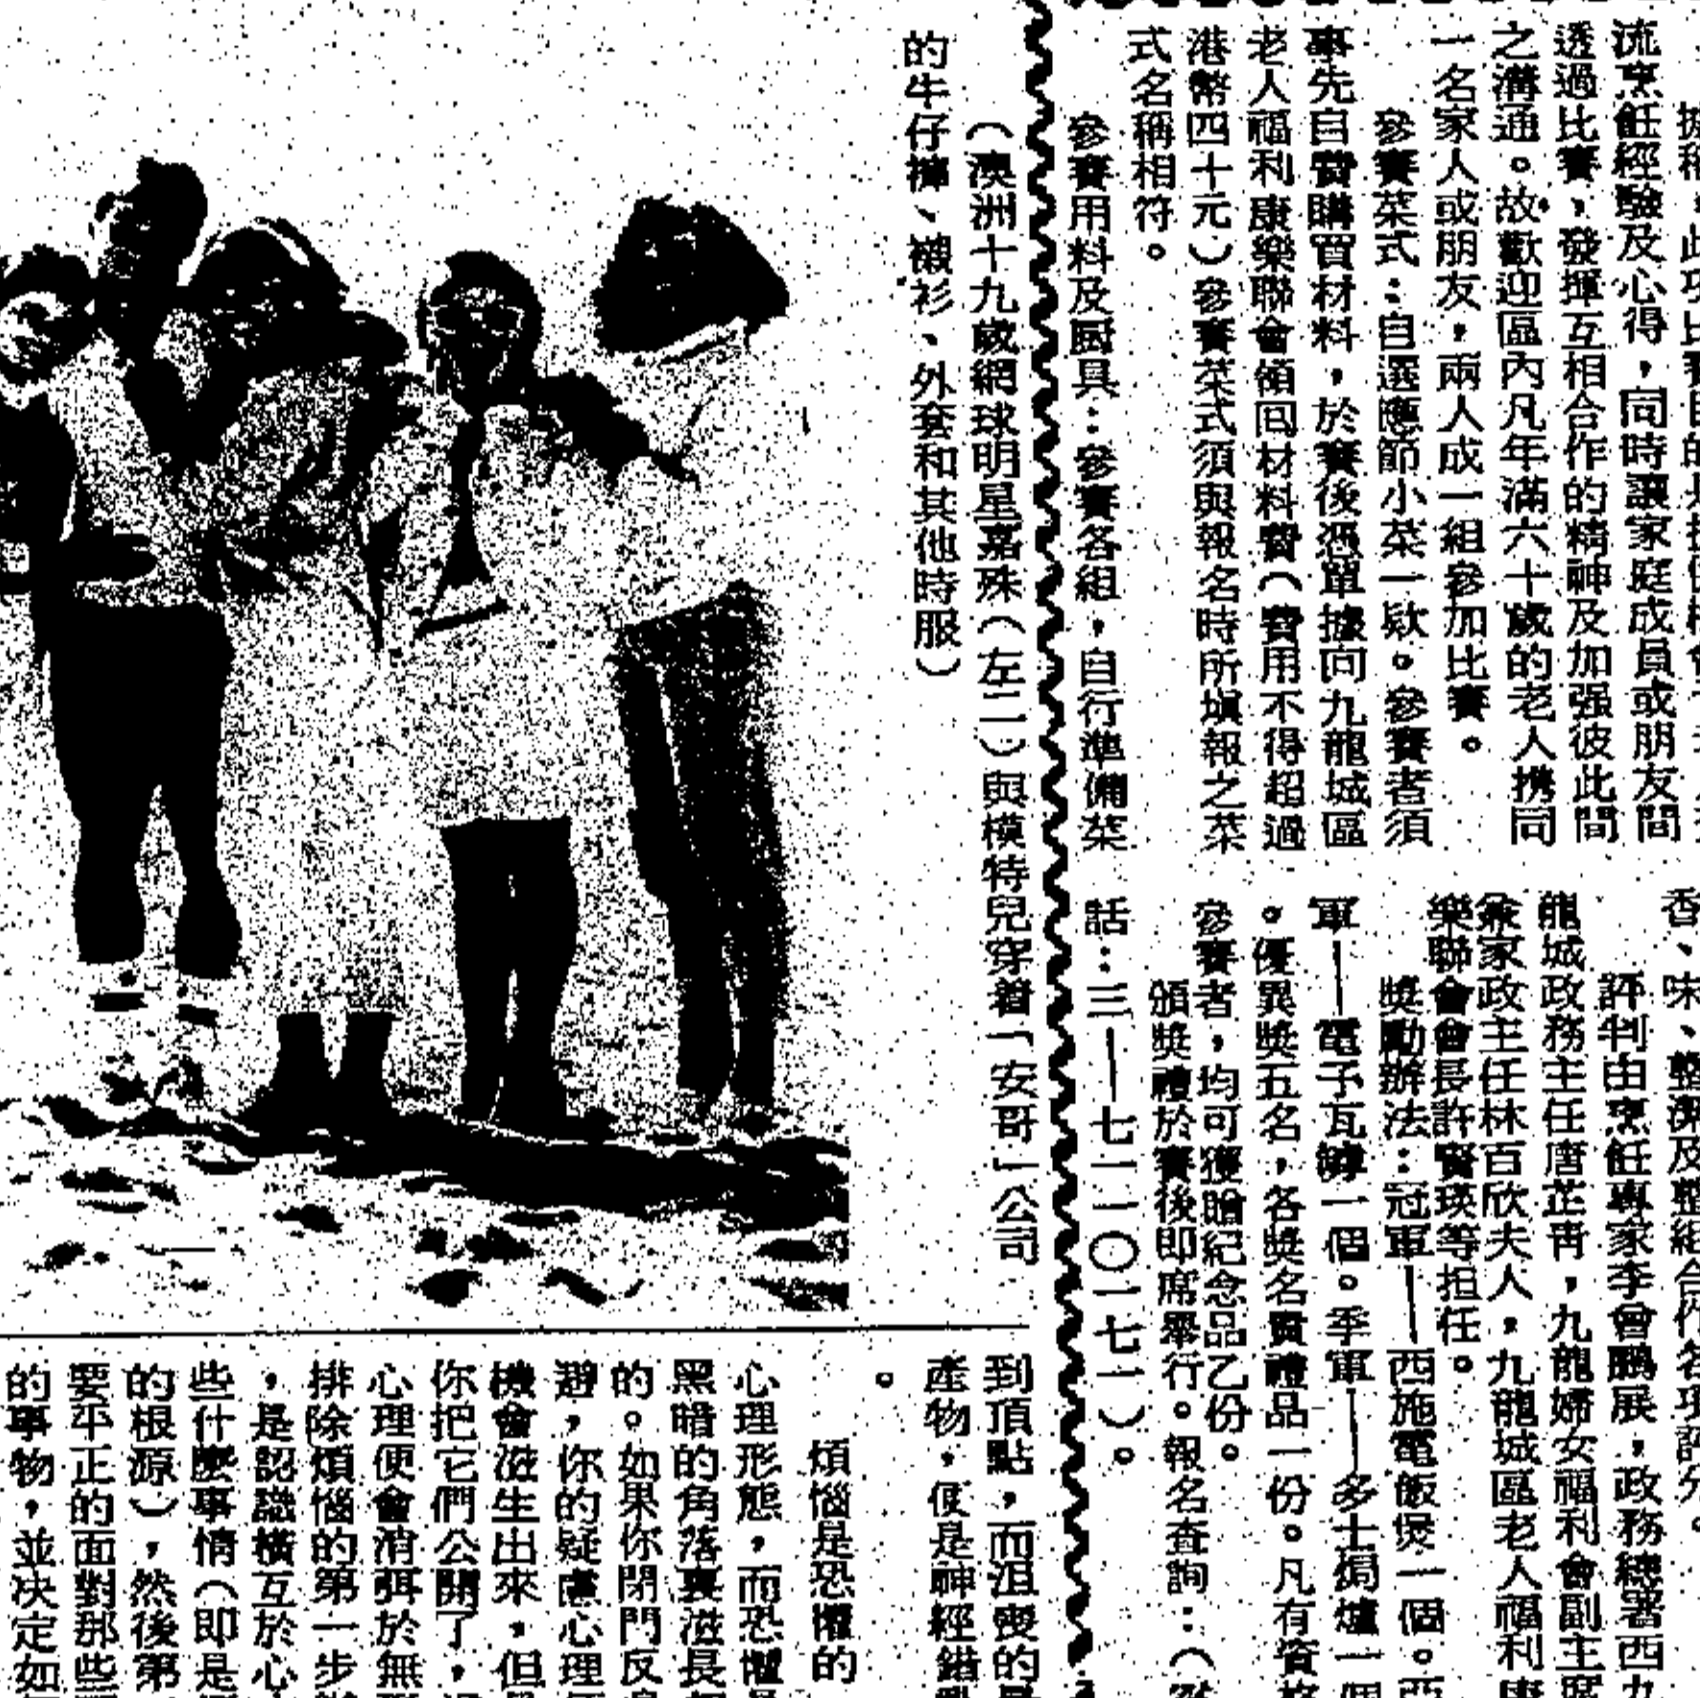 流烹飪經驗及心得，同時讓家庭成員或朋友間
透過比賽，發揮互相合作的精神及加强彼此間
之溝通。故歡迎區內凡年滿六十歲的老人携同
一名家人或朋友，兩人成一組參加比賽。
參賽菜式：自選應節小菜一欵。參賽者須
事先自費購買材料，於賽後憑單據向九龍城區
老人福利康樂聯會領回材料費（費用不得超過
港幣四十元）參賽菜式須與報名時所填報之菜
式名稱相符。
參賽用料及厨具：參賽各組，自行準備菜
香、味、整潔及整組合作各項評分。
評判由烹飪專家李曾鵬展，政務總署西九
龍城政務主任唐芷青，九龍婦女福利會副主席
兼家政主任林百欣夫人，九龍城區老人福利康
樂聯會會長許賢瑛等担任。
獎勵辦法：冠軍——西施電飯煲一個。亞
軍——電子瓦罉一個。季軍——多士焗爐一個
。優異獎五名，各獎名貴禮品一份。凡有資格
參賽者，均可獲贈紀念品乙份。
頒獎禮於賽後即席舉行。報名查詢：（
話：三——七一一〇一七一一）。
（澳洲十九歲網球明星嘉殊（左二）與模特兒穿着「安哥」公司
的牛仔褲、襯衫、外套和其他時服）
到頂點，而沮喪的
產物，便是神經錯亂
。
煩惱是恐懼的
心理形態，而恐懼
黑暗的角落裏滋長
的。如果你閉門反
避，你的疑慮心理
機會滋生出來，但
你把它們公開了，
心理便會消弭於無
排除煩惱的第一步
，是認識橫互於心
些什麼事情（即是
的根源），然後第
要平正的面對那些
的事物，並決定如